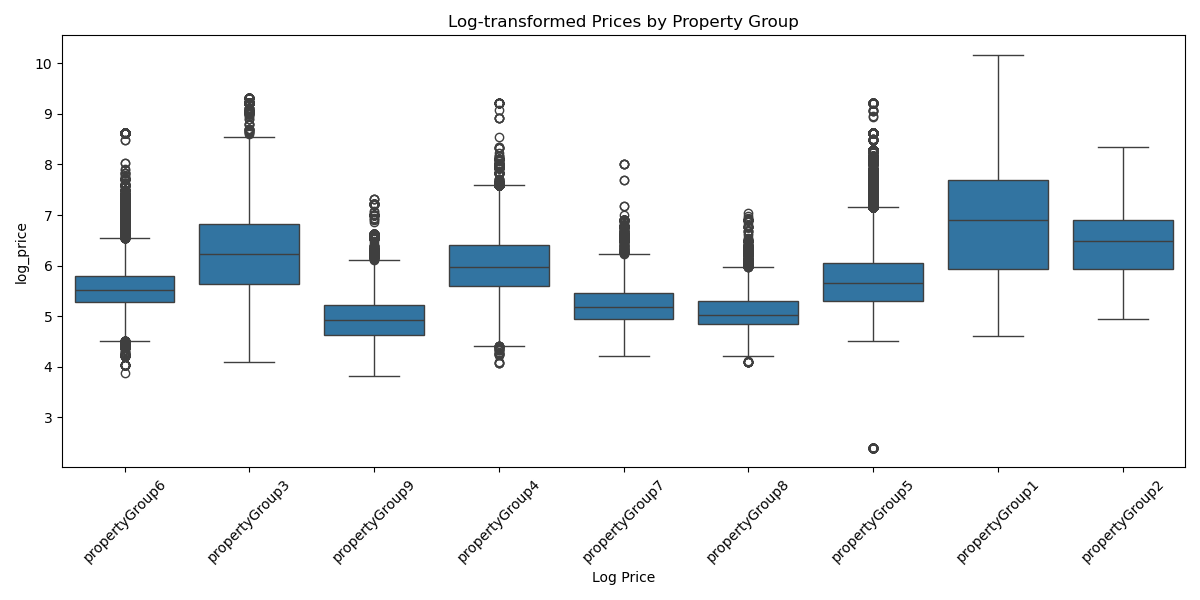 Log-transformed Prices by Property Group
log_price
10
9
8
7
6
5
4
3
propertyGroup6
propertyGroup3
propertyGroup9
propertyGroup4
propertyGroup7
propertyGroup8
propertyGroup5
propertyGroup1
propertyGroup2
Log Price